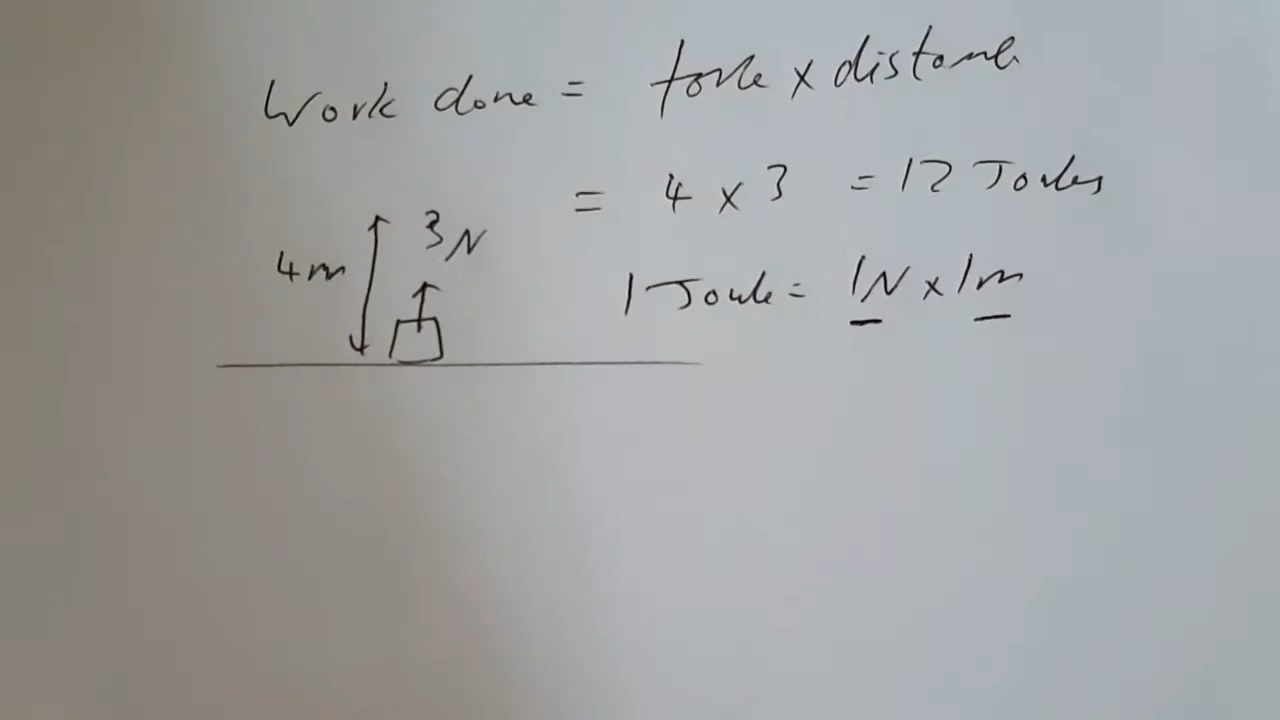 Work done = force x distance
= 4 x 3 = 12 Joules
3N
4m
1 Joule = 1N x 1m